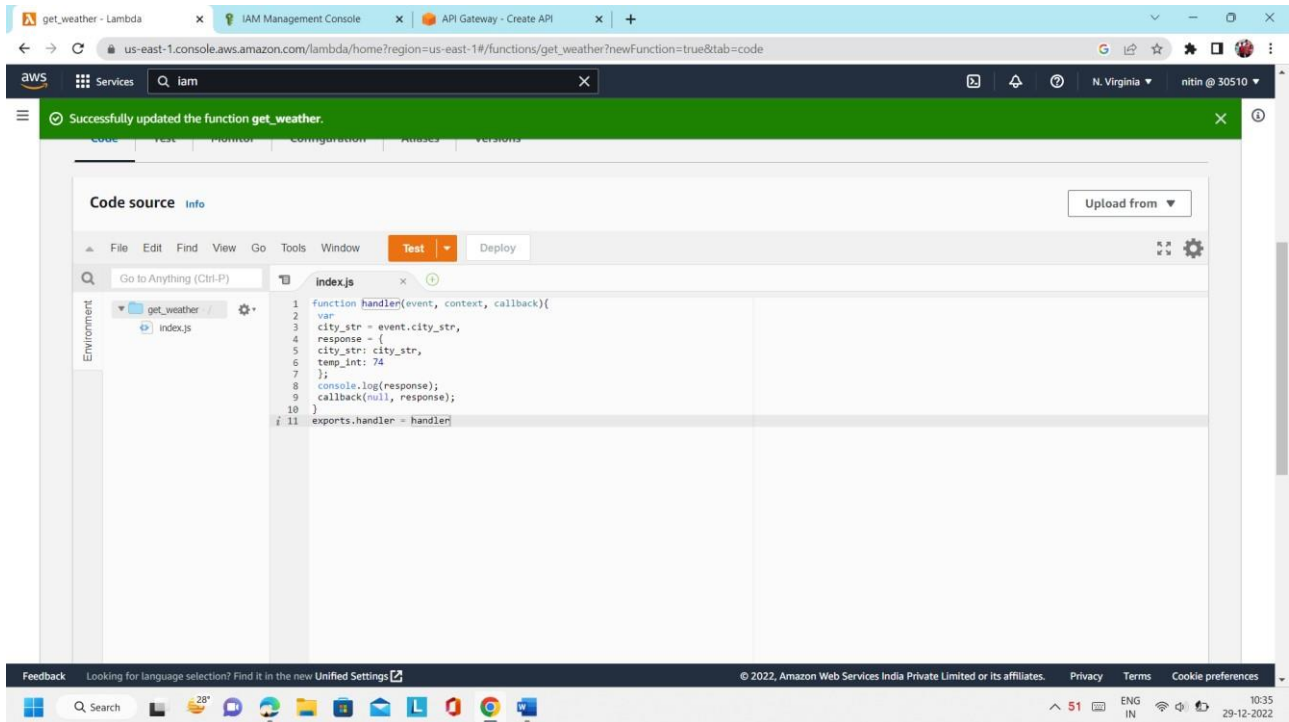 get_weather - Lambda
IAM Management Console
API Gateway - Create API
us-east-1.console.aws.amazon.com/lambda/home?region=us-east-1#/functions/get_weather?newFunction=true&tab=code
aws Services iam N. Virginia ▼ nitin @ 30510 ▼
Successfully updated the function get_weather.
Code Test Monitor Configuration Aliases Versions
Code source Info Upload from ▼
File Edit Find View Go Tools Window Test Deploy
Go to Anything (Ctrl-P) index.js
Environment
get_weather /
index.js
1 function handler(event, context, callback){
2 var
3 city_str = event.city_str,
4 response = {
5 city_str: city_str,
6 temp_int: 74
7 };
8 console.log(response);
9 callback(null, response);
10 }
i 11 exports.handler = handler
Feedback Looking for language selection? Find it in the new Unified Settings © 2022, Amazon Web Services India Private Limited or its affiliates. Privacy Terms Cookie preferences
Search 28° 51 ENG 10:35
IN 29-12-2022